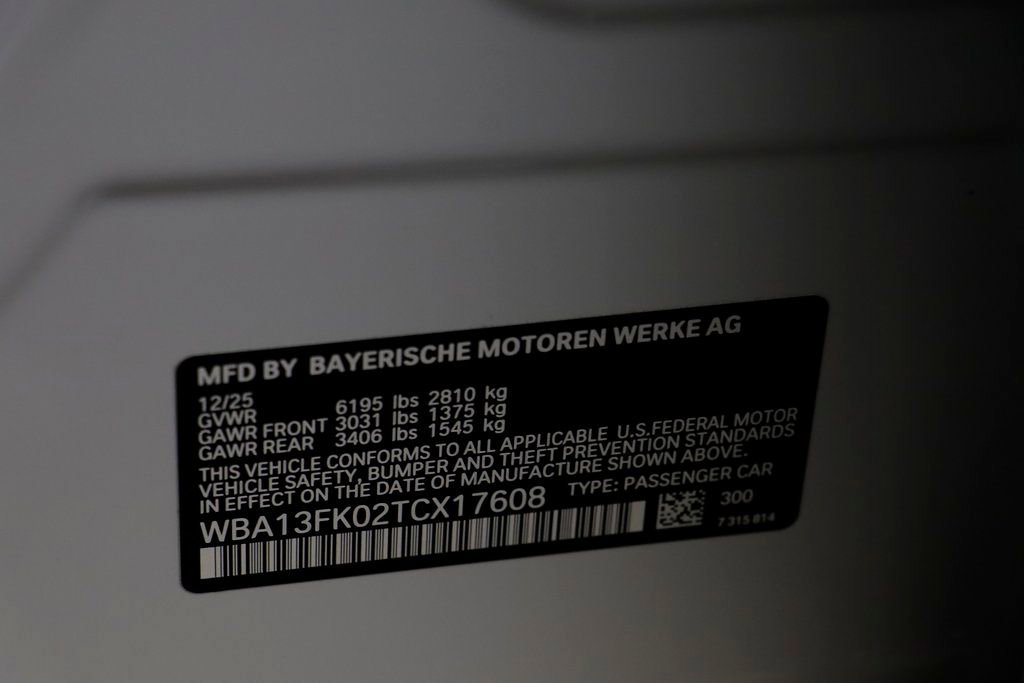 MFD BY BAYERISCHE MOTOREN WERKE AG
12/25
GVWR 6195 lbs 2810 kg
GAWR FRONT 3031 lbs 1375 kg
GAWR REAR 3406 lbs 1545 kg
THIS VEHICLE CONFORMS TO ALL APPLICABLE U.S.FEDERAL MOTOR
VEHICLE SAFETY, BUMPER AND THEFT PREVENTION STANDARDS
IN EFFECT ON THE DATE OF MANUFACTURE SHOWN ABOVE.
WBA13FK02TCX17608 TYPE: PASSENGER CAR
300
7 315 814